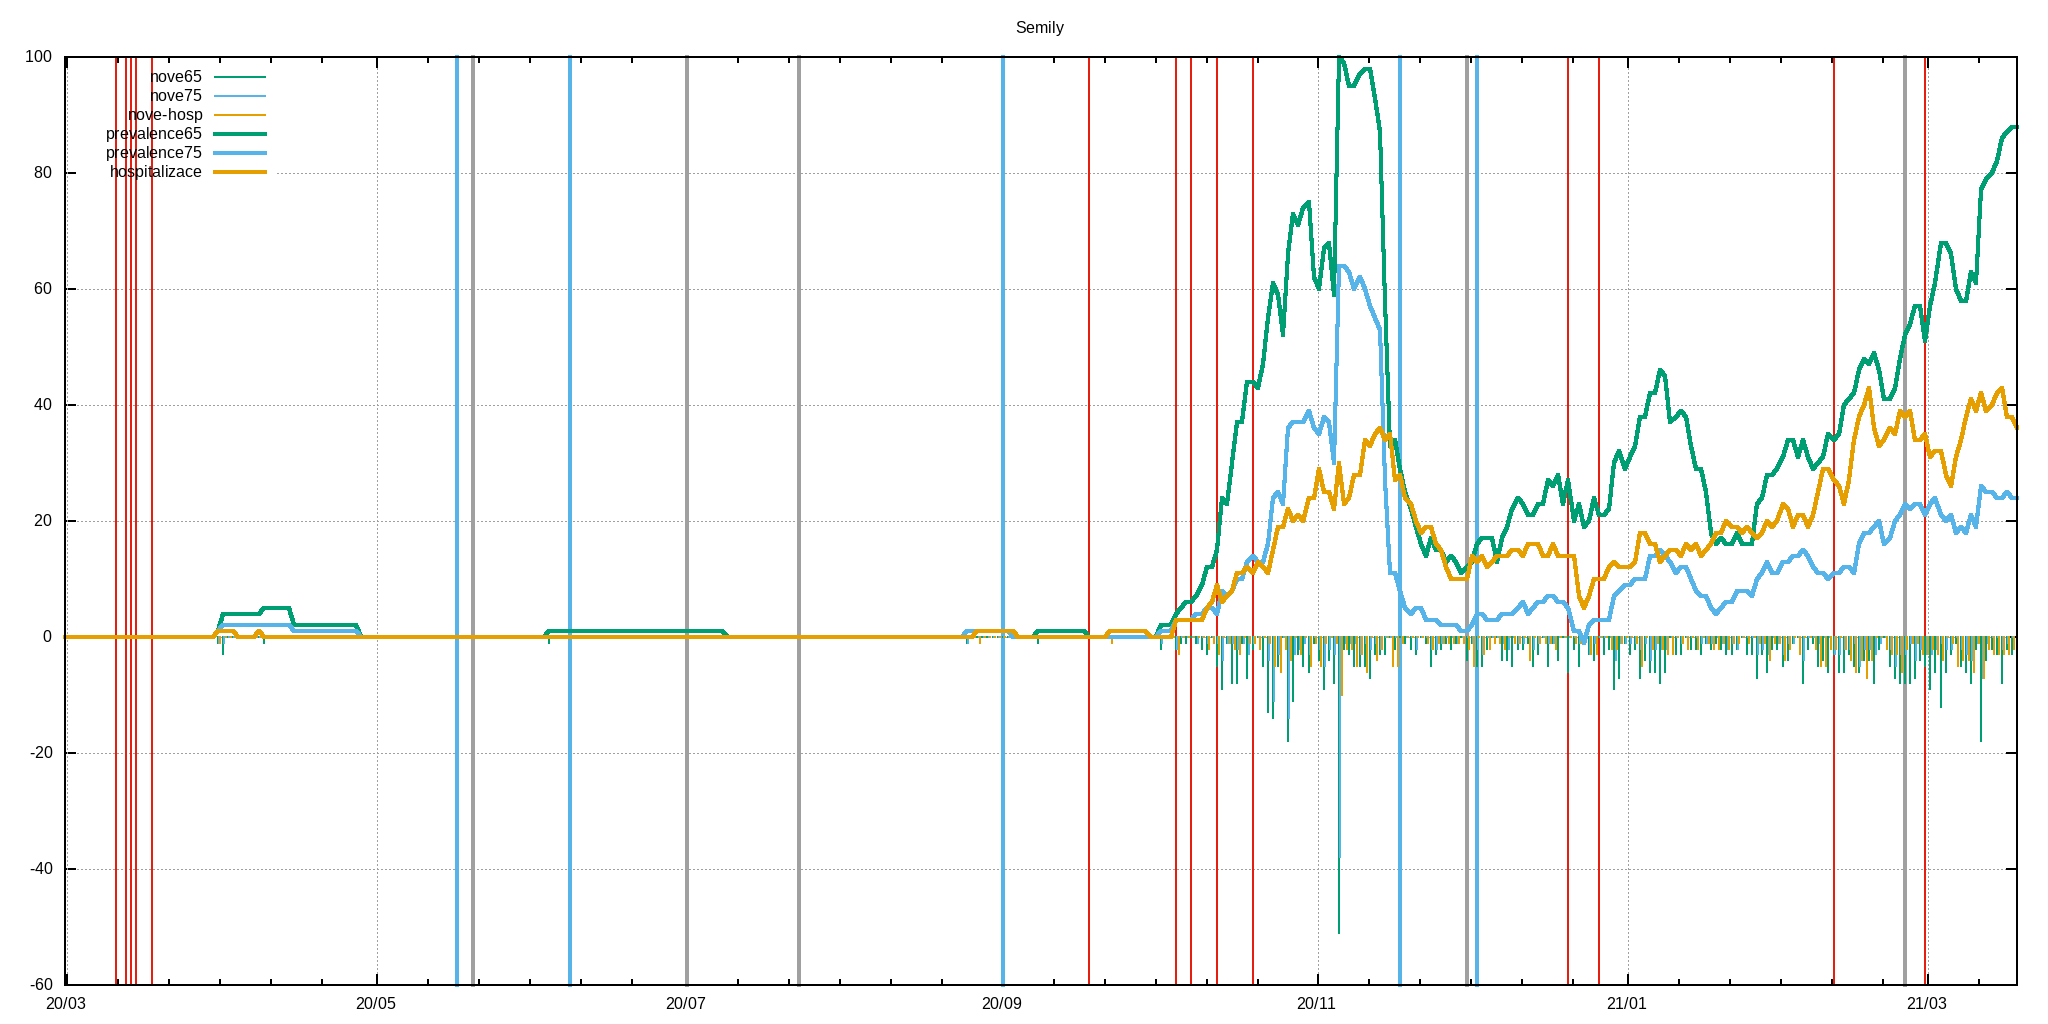 Semily
100
80
60
40
20
0
-20
-40
-60
nove65
nove75
nove-hosp
prevalence65
prevalence75
hospitalizace
20/03 20/05 20/07 20/09 20/11 21/01 21/03